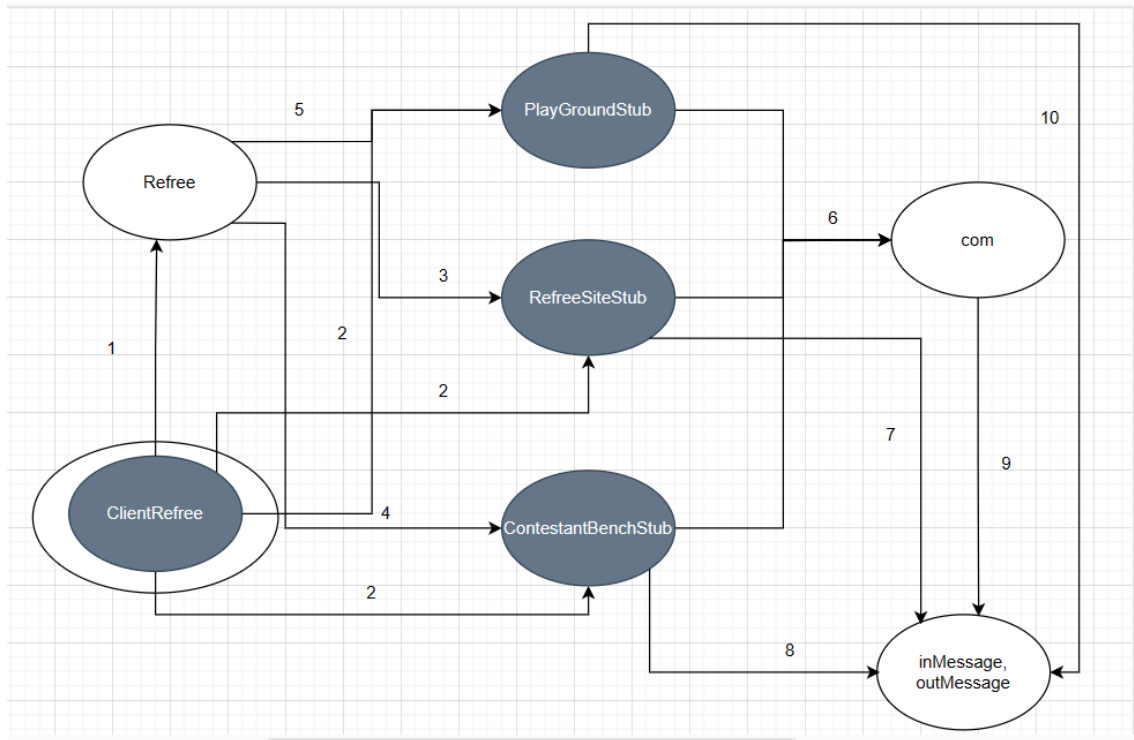 PlayGroundStub
5
10
Refree
6
com
3
RefreeSiteStub
2
1
2
7
9
ClientRefree
4
ContestantBenchStub
2
8
inMessage,
outMessage